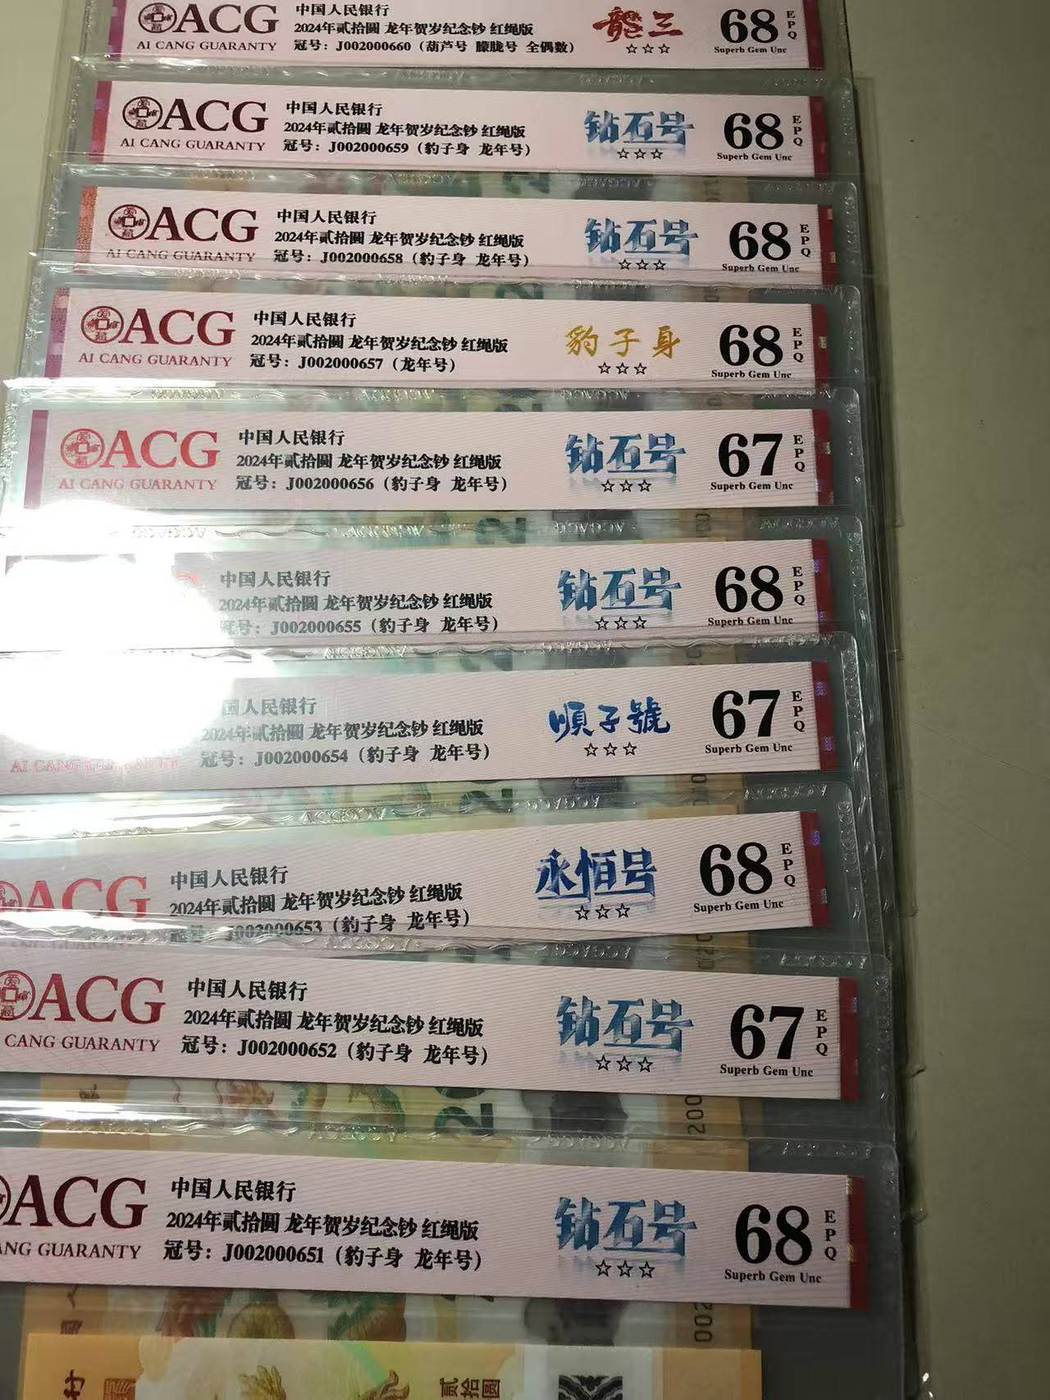 ACG
AI CANG GUARANTY
中国人民银行
2024年贰拾圆 龙年贺岁纪念钞 红绳版
冠号：J002000660（葫芦号 朦胧号 全偶数）
龍三
☆☆☆
68
EPQ
Superb Gem Unc
ACG
AI CANG GUARANTY
中国人民银行
2024年贰拾圆 龙年贺岁纪念钞 红绳版
冠号：J002000659（豹子身 龙年号）
钻石号
☆☆☆
68
EPQ
Superb Gem Unc
ACG
AI CANG GUARANTY
中国人民银行
2024年贰拾圆 龙年贺岁纪念钞 红绳版
冠号：J002000658（豹子身 龙年号）
钻石号
☆☆☆
68
EPQ
Superb Gem Unc
ACG
AI CANG GUARANTY
中国人民银行
2024年贰拾圆 龙年贺岁纪念钞 红绳版
冠号：J002000657（龙年号）
豹子身
☆☆☆
68
EPQ
Superb Gem Unc
ACG
AI CANG GUARANTY
中国人民银行
2024年贰拾圆 龙年贺岁纪念钞 红绳版
冠号：J002000656（豹子身 龙年号）
钻石号
☆☆☆
67
EPQ
Superb Gem Unc
中国人民银行
2024年贰拾圆 龙年贺岁纪念钞 红绳版
冠号：J002000655（豹子身 龙年号）
钻石号
☆☆☆
68
EPQ
Superb Gem Unc
AI CANG GUARANTY
国人民银行
2024年贰拾圆 龙年贺岁纪念钞 红绳版
冠号：J002000654（豹子身 龙年号）
順子號
☆☆☆
67
EPQ
Superb Gem Unc
ACG
中国人民银行
2024年贰拾圆 龙年贺岁纪念钞 红绳版
冠号：J002000653（豹子身 龙年号）
永恒号
☆☆☆
68
EPQ
Superb Gem Unc
ACG
CANG GUARANTY
中国人民银行
2024年贰拾圆 龙年贺岁纪念钞 红绳版
冠号：J002000652（豹子身 龙年号）
钻石号
☆☆☆
67
EPQ
Superb Gem Unc
ACG
ANG GUARANTY
中国人民银行
2024年贰拾圆 龙年贺岁纪念钞 红绳版
冠号：J002000651（豹子身 龙年号）
钻石号
☆☆☆
68
EPQ
Superb Gem Unc
贰拾圆